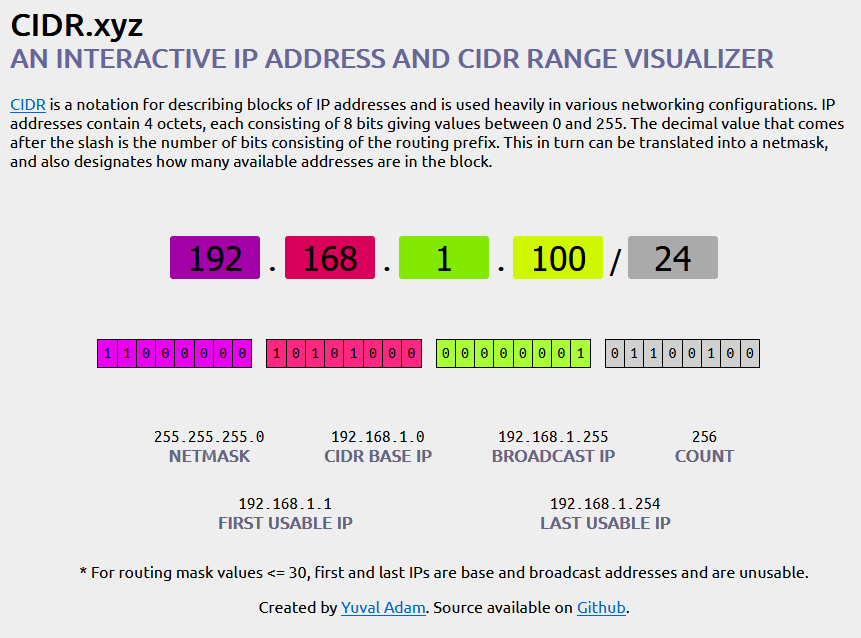 CIDR.xyz
AN INTERACTIVE IP ADDRESS AND CIDR RANGE VISUALIZER
CIDR is a notation for describing blocks of IP addresses and is used heavily in various networking configurations. IP
addresses contain 4 octets, each consisting of 8 bits giving values between 0 and 255. The decimal value that comes
after the slash is the number of bits consisting of the routing prefix. This in turn can be translated into a netmask,
and also designates how many available addresses are in the block.
192 . 168 . 1 . 100 / 24
1 1 0 0 0 0 0 0 1 0 1 0 1 0 0 0 0 0 0 0 0 0 0 1 0 1 1 0 0 1 0 0
255.255.255.0 192.168.1.0 192.168.1.255 256
NETMASK CIDR BASE IP BROADCAST IP COUNT
192.168.1.1 192.168.1.254
FIRST USABLE IP LAST USABLE IP
* For routing mask values <= 30, first and last IPs are base and broadcast addresses and are unusable.
Created by Yuval Adam. Source available on Github.